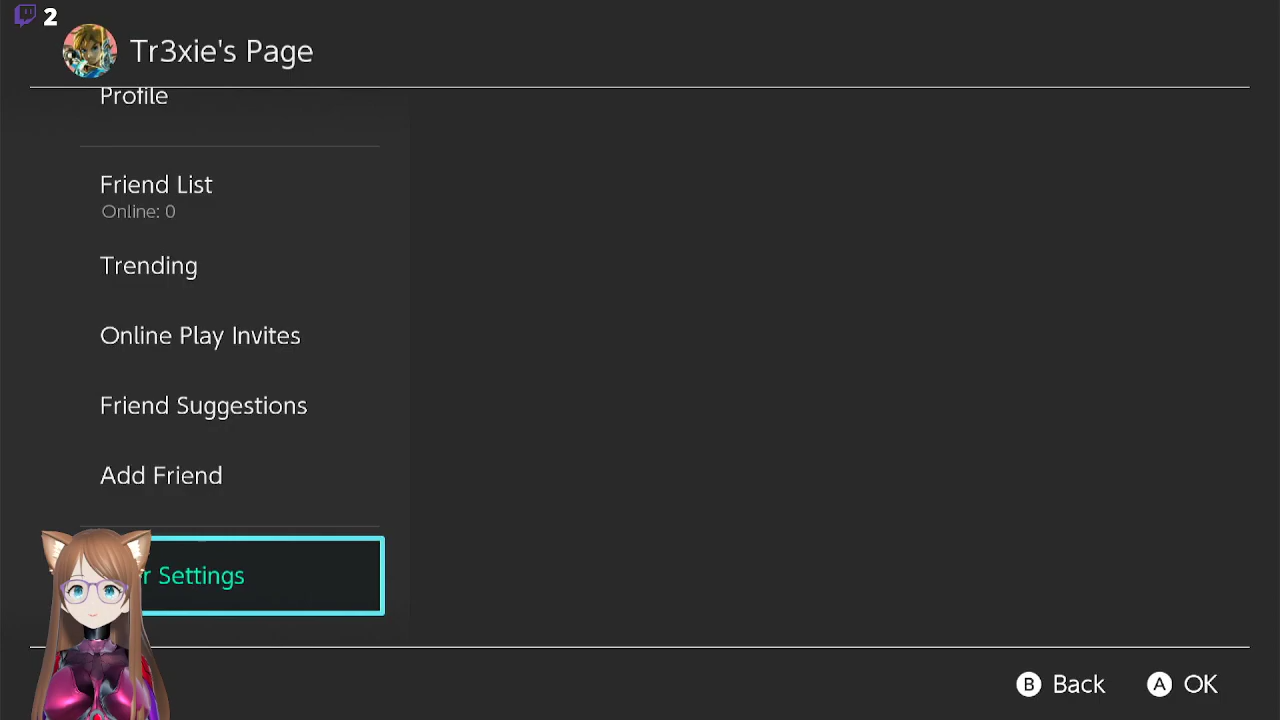 2
Tr3xie's Page
Profile
Friend List
Online: 0
Trending
Online Play Invites
Friend Suggestions
Add Friend
r Settings
B Back
A OK